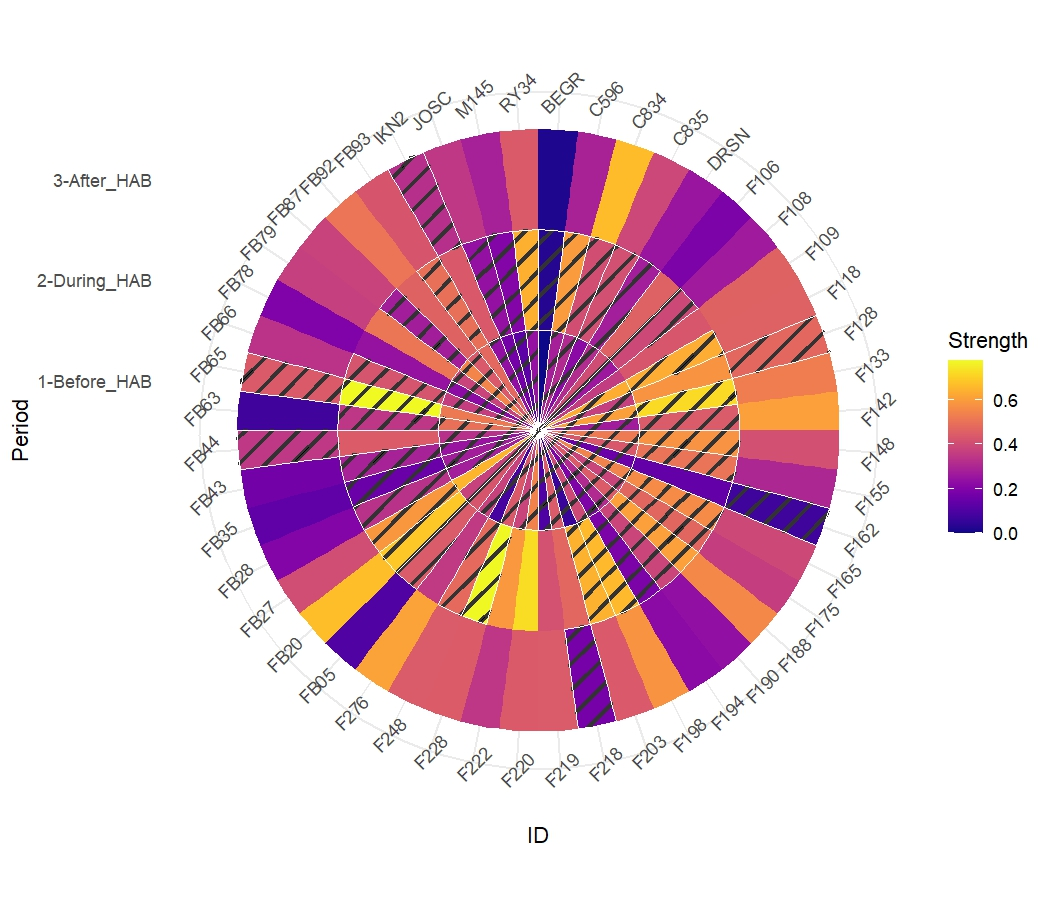 BEGR
C596
C834
C835
DRSN
F106
F108
F109
F118
F128
F133
F142
F148
F155
F162
F165
F175
F188
F190
F194
F198
F203
F218
F219
F220
F222
F228
F248
F276
FB05
FB20
FB27
FB28
FB35
FB43
FB44
FB63
FB65
FB66
FB78
FB79
FB87
FB92
FB93
IKN2
JOSC
M145
RY34
3-After_HAB
2-During_HAB
1-Before_HAB
Period
ID
Strength
0.6
0.4
0.2
0.0